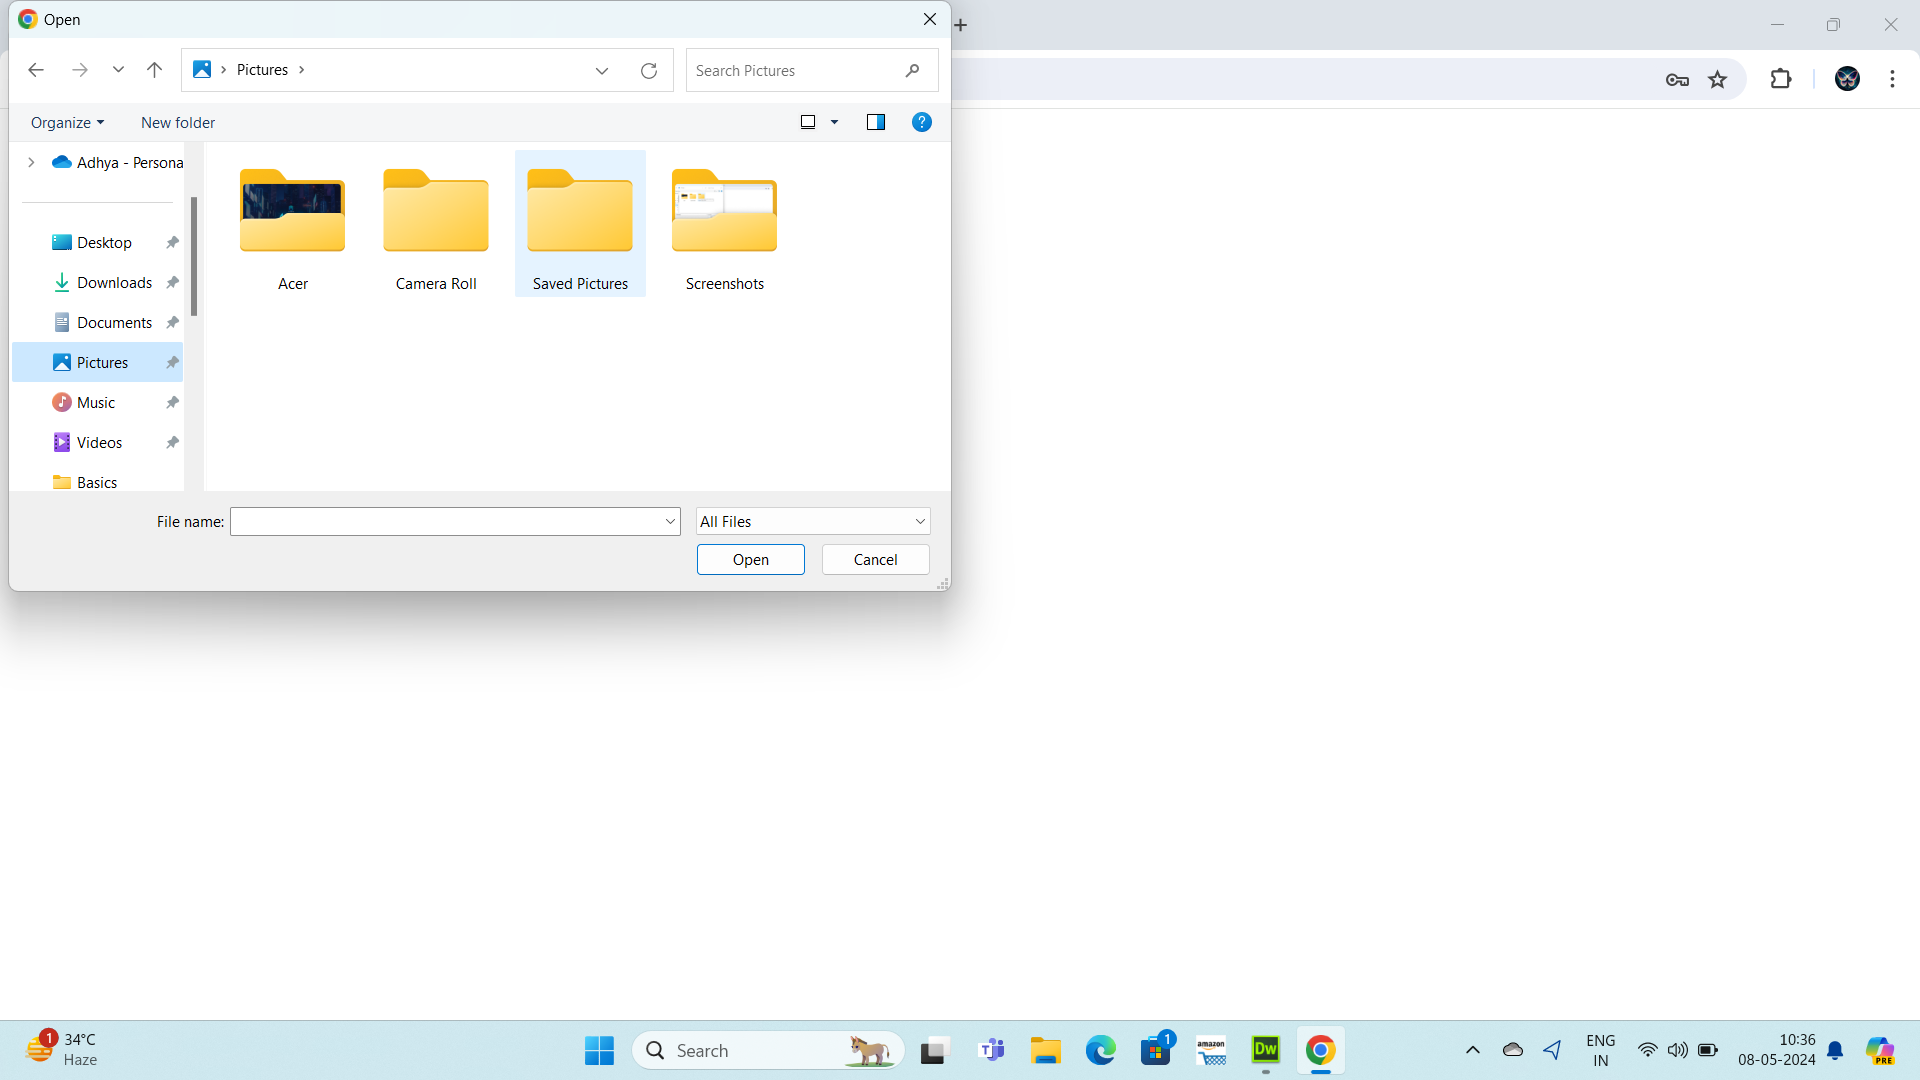 Open
Pictures
Search Pictures
Organize
New folder
Adhya - Persona
Desktop
Downloads
Documents
Pictures
Music
Videos
Basics
Acer
Camera Roll
Saved Pictures
Screenshots
File name:
All Files
Open
Cancel
1
34°C
Haze
Search
T
1
amazon
Dw
ENG
IN
10:36
08-05-2024
PRE